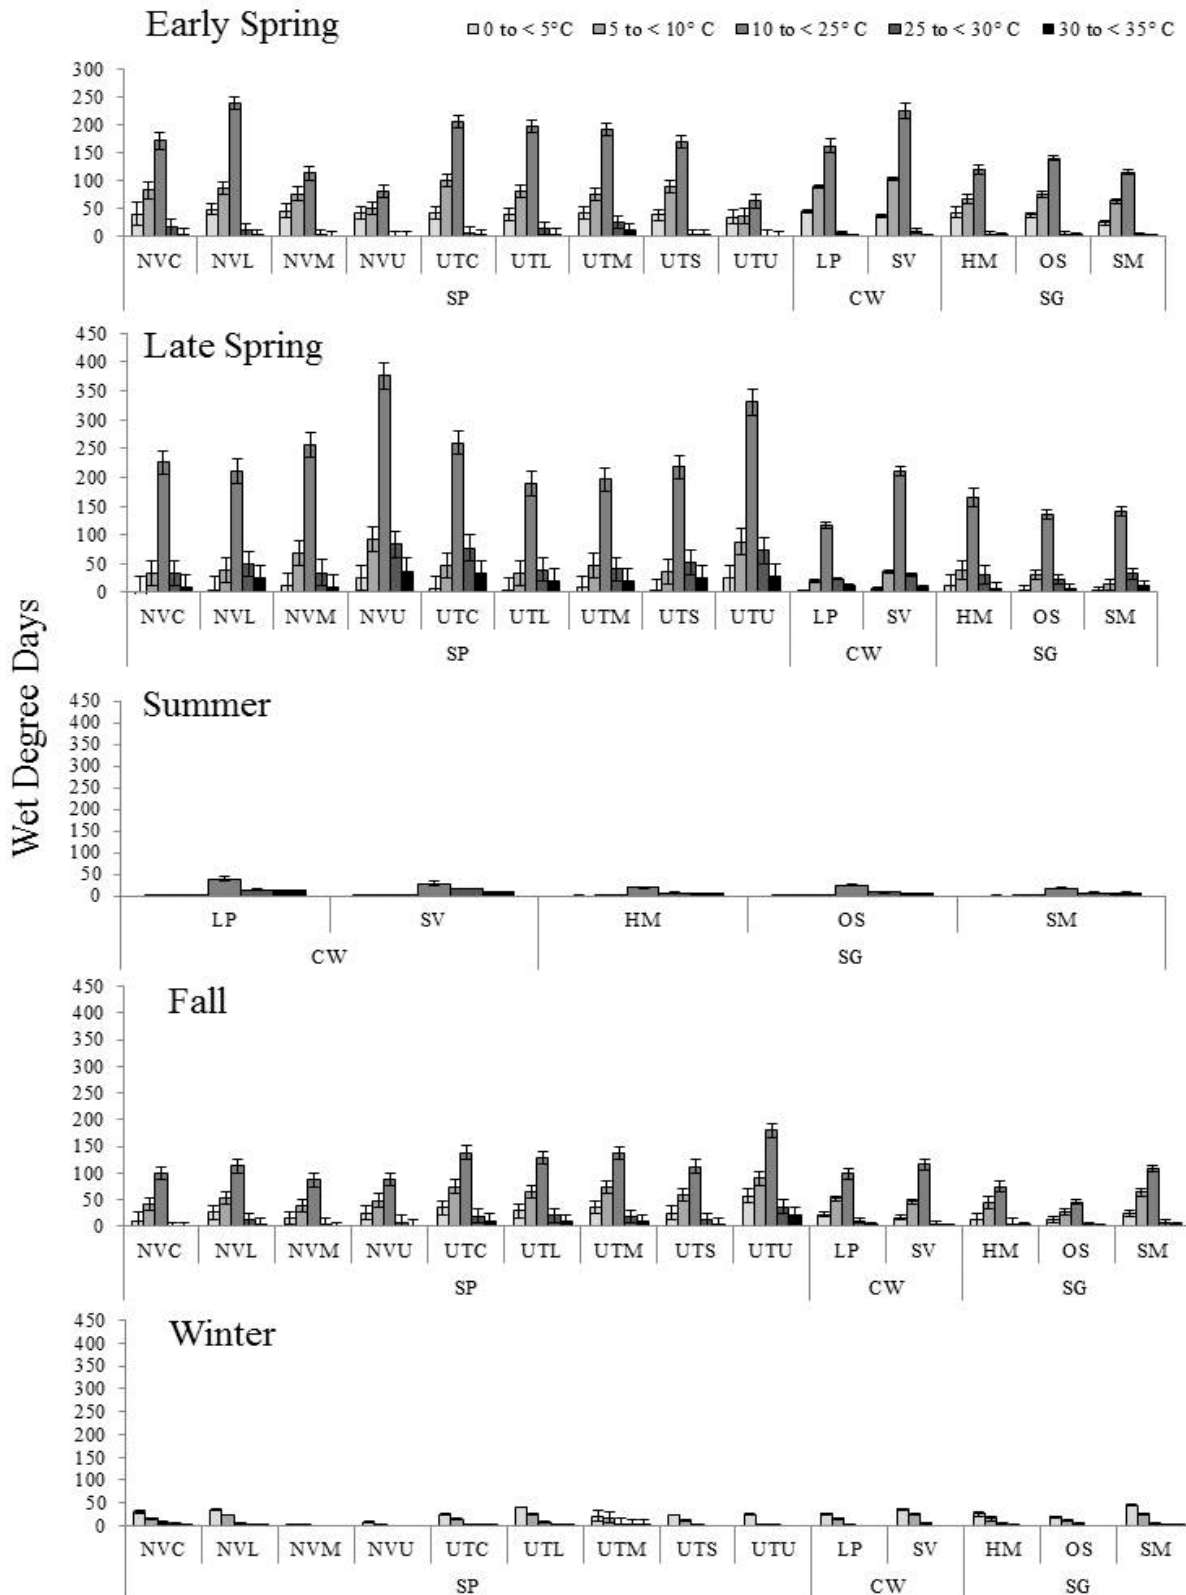 Early Spring
0 to < 5°C 5 to < 10° C 10 to < 25° C 25 to < 30° C 30 to < 35° C
300
250
200
150
100
50
0
NVC NVL NVM NVU UTC UTL UTM UTS UTU LP SV HM OS SM
SP CW SG
Late Spring
450
400
350
300
250
200
150
100
50
0
NVC NVL NVM NVU UTC UTL UTM UTS UTU LP SV HM OS SM
SP CW SG
Wet Degree Days
Summer
450
400
350
300
250
200
150
100
50
0
LP SV HM OS SM
CW SG
Fall
450
400
350
300
250
200
150
100
50
0
NVC NVL NVM NVU UTC UTL UTM UTS UTU LP SV HM OS SM
SP CW SG
Winter
450
400
350
300
250
200
150
100
50
0
NVC NVL NVM NVU UTC UTL UTM UTS UTU LP SV HM OS SM
SP CW SG